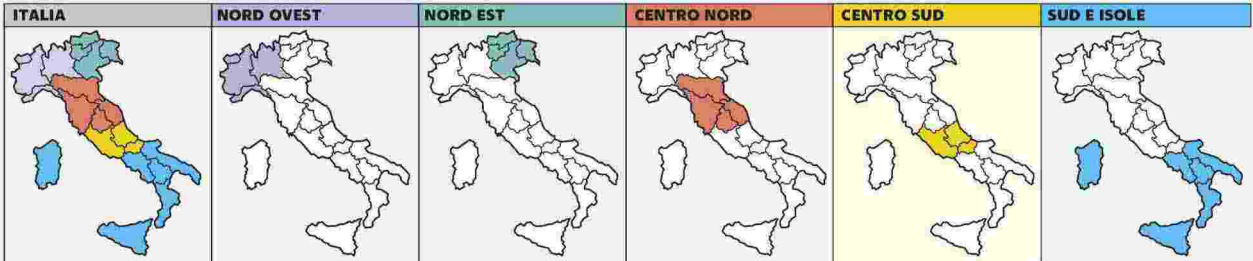 ITALIA
NORD OVEST
NORD EST
CENTRO NORD
CENTRO SUD
SUD E ISOLE